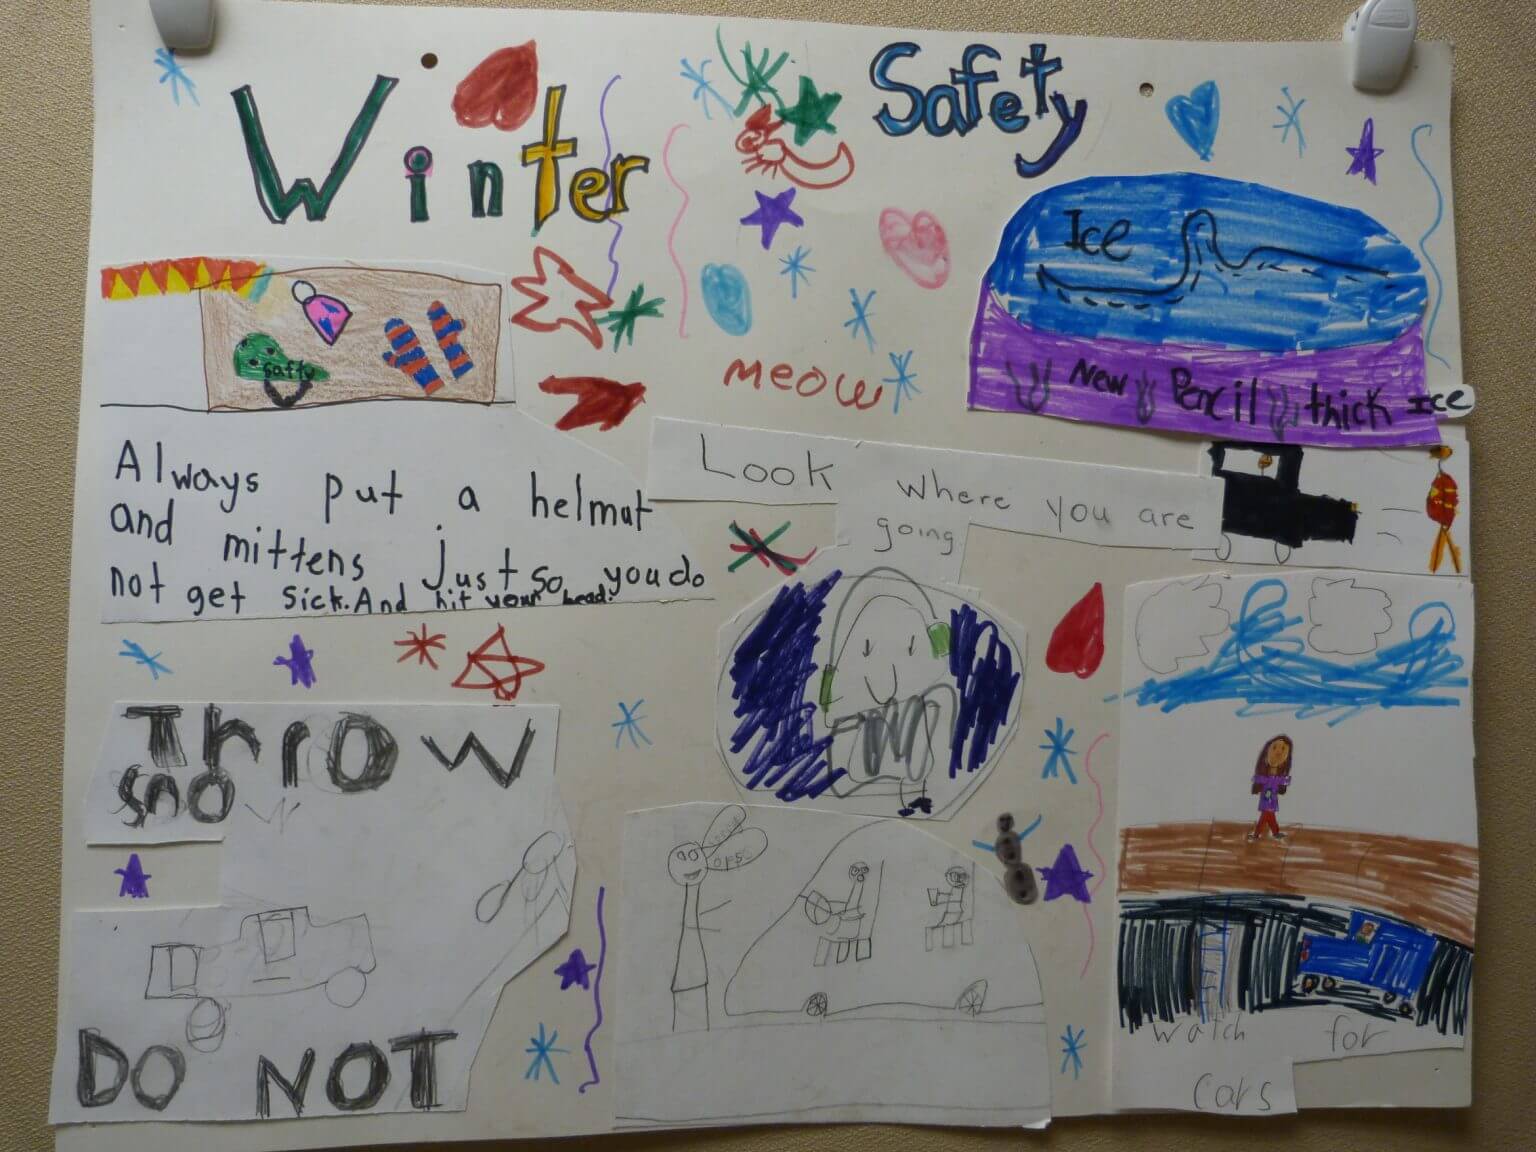 Winter Safety
Ice
safty
meow
New Pencil thick Ice
Look where you are
going
Always put a helmut
and mittens just so you do
not get sick. And hit your head.
Throw
sno
DO NOT
watch for
cars